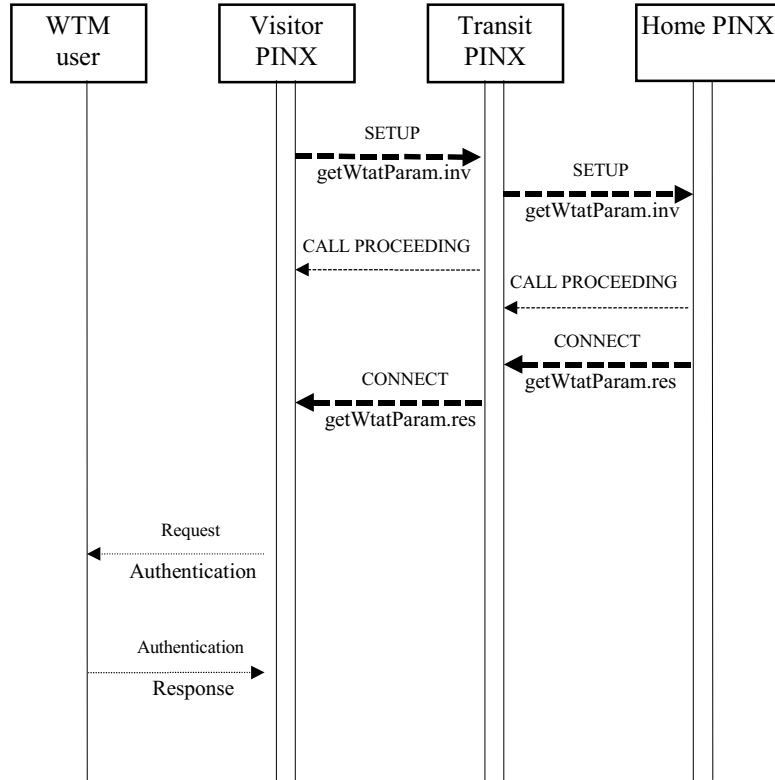 WTM
user
Visitor
PINX
Transit
PINX
Home PINX
SETUP
getWtatParam.inv
SETUP
getWtatParam.inv
CALL PROCEEDING
CALL PROCEEDING
CONNECT
getWtatParam.res
CONNECT
getWtatParam.res
Request
Authentication
Authentication
Response